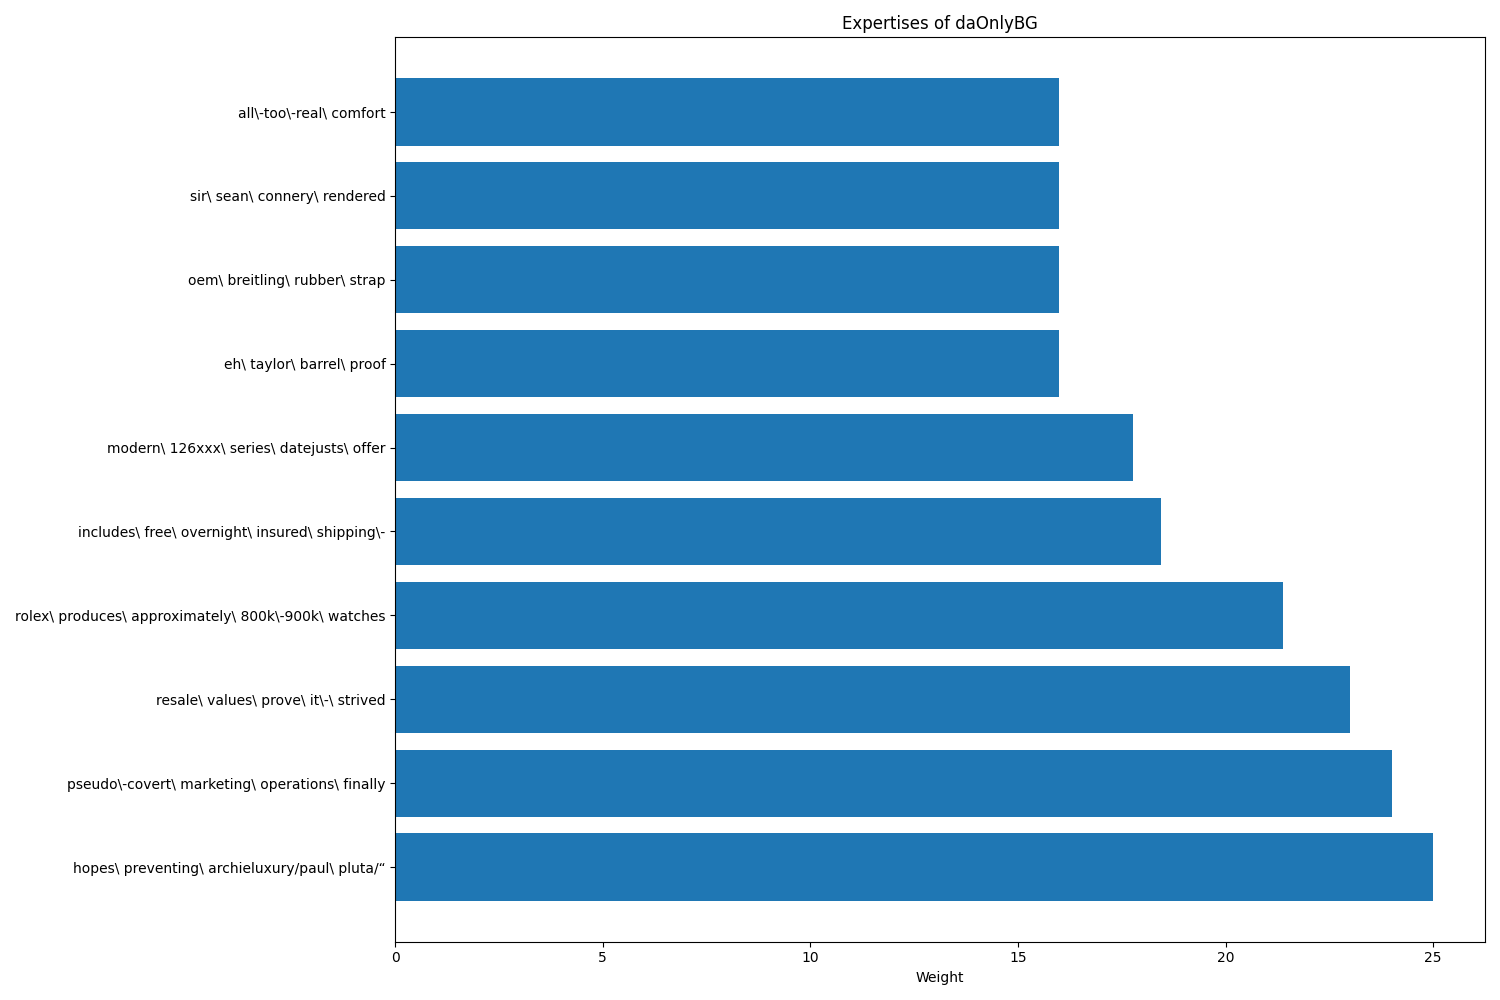 Expertises of daOnlyBG
all\-too\-real\ comfort
sir\ sean\ connery\ rendered
oem\ breitling\ rubber\ strap
eh\ taylor\ barrel\ proof
modern\ 126xxx\ series\ datejusts\ offer
includes\ free\ overnight\ insured\ shipping\-
rolex\ produces\ approximately\ 800k\-900k\ watches
resale\ values\ prove\ it\-\ strived
pseudo\-covert\ marketing\ operations\ finally
hopes\ preventing\ archieluxury/paul\ pluta/“
0 5 10 15 20 25
Weight